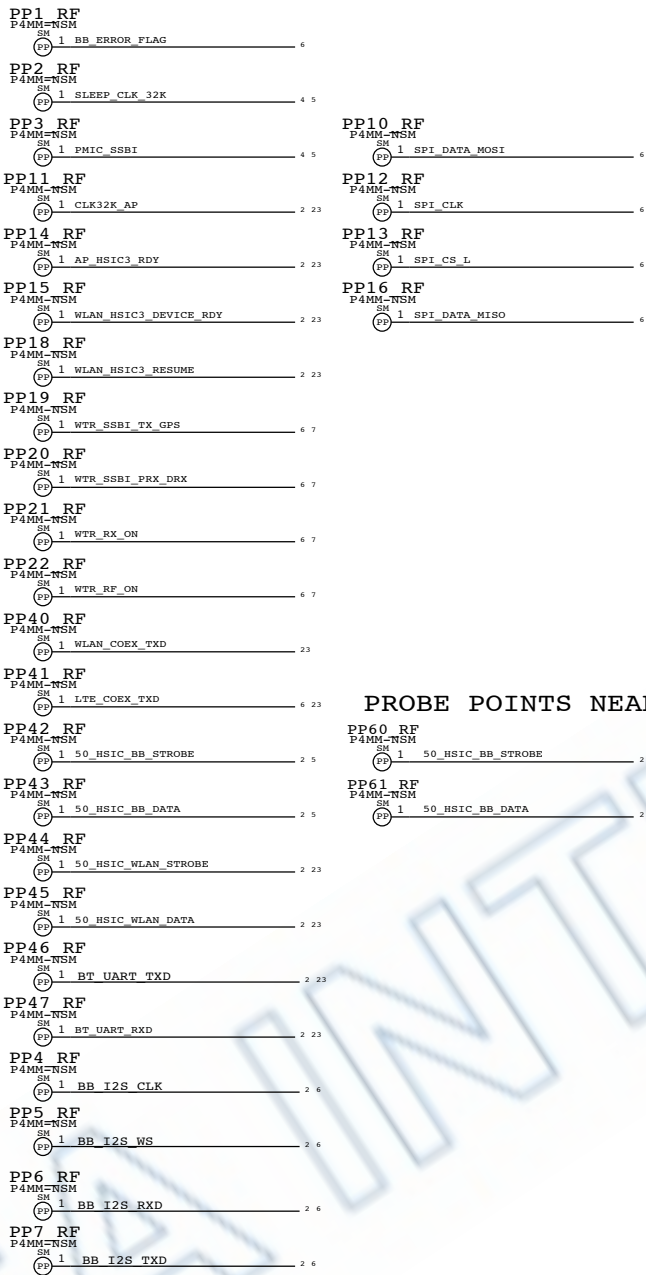 PP1_RF
P4MM=NSM
SM
PP 1 BB_ERROR_FLAG 6
PP2_RF
P4MM=NSM
SM
PP 1 SLEEP_CLK_32K 4 5
PP3_RF
P4MM=NSM
SM
PP 1 PMIC_SSBI 4 5
PP11_RF
P4MM-NSM
SM
PP 1 CLK32K_AP 2 23
PP14_RF
P4MM-NSM
SM
PP 1 AP_HSIC3_RDY 2 23
PP15_RF
P4MM-NSM
SM
PP 1 WLAN_HSIC3_DEVICE_RDY 2 23
PP18_RF
P4MM-NSM
SM
PP 1 WLAN_HSIC3_RESUME 2 23
PP19_RF
P4MM-NSM
SM
PP 1 WTR_SSBI_TX_GPS 6 7
PP20_RF
P4MM-NSM
SM
PP 1 WTR_SSBI_PRX_DRX 6 7
PP21_RF
P4MM-NSM
SM
PP 1 WTR_RX_ON 6 7
PP22_RF
P4MM-NSM
SM
PP 1 WTR_RF_ON 6 7
PP40_RF
P4MM-NSM
SM
PP 1 WLAN_COEX_TXD 23
PP41_RF
P4MM-NSM
SM
PP 1 LTE_COEX_TXD 6 23
PP42_RF
P4MM-NSM
SM
PP 1 50_HSIC_BB_STROBE 2 5
PP43_RF
P4MM-NSM
SM
PP 1 50_HSIC_BB_DATA 2 5
PP44_RF
P4MM-NSM
SM
PP 1 50_HSIC_WLAN_STROBE 2 23
PP45_RF
P4MM-NSM
SM
PP 1 50_HSIC_WLAN_DATA 2 23
PP46_RF
P4MM-NSM
SM
PP 1 BT_UART_TXD 2 23
PP47_RF
P4MM-NSM
SM
PP 1 BT_UART_RXD 2 23
PP4_RF
P4MM=NSM
SM
PP 1 BB_I2S_CLK 2 6
PP5_RF
P4MM=NSM
SM
PP 1 BB_I2S_WS 2 6
PP6_RF
P4MM=NSM
SM
PP 1 BB_I2S_RXD 2 6
PP7_RF
P4MM=NSM
SM
PP 1 BB_I2S_TXD 2 6
PP10_RF
P4MM-NSM
SM
PP 1 SPI_DATA_MOSI 6
PP12_RF
P4MM-NSM
SM
PP 1 SPI_CLK 6
PP13_RF
P4MM-NSM
SM
PP 1 SPI_CS_L 6
PP16_RF
P4MM-NSM
SM
PP 1 SPI_DATA_MISO 6
PROBE POINTS NEA
PP60_RF
P4MM-NSM
SM
PP 1 50_HSIC_BB_STROBE 2
PP61_RF
P4MM-NSM
SM
PP 1 50_HSIC_BB_DATA 2